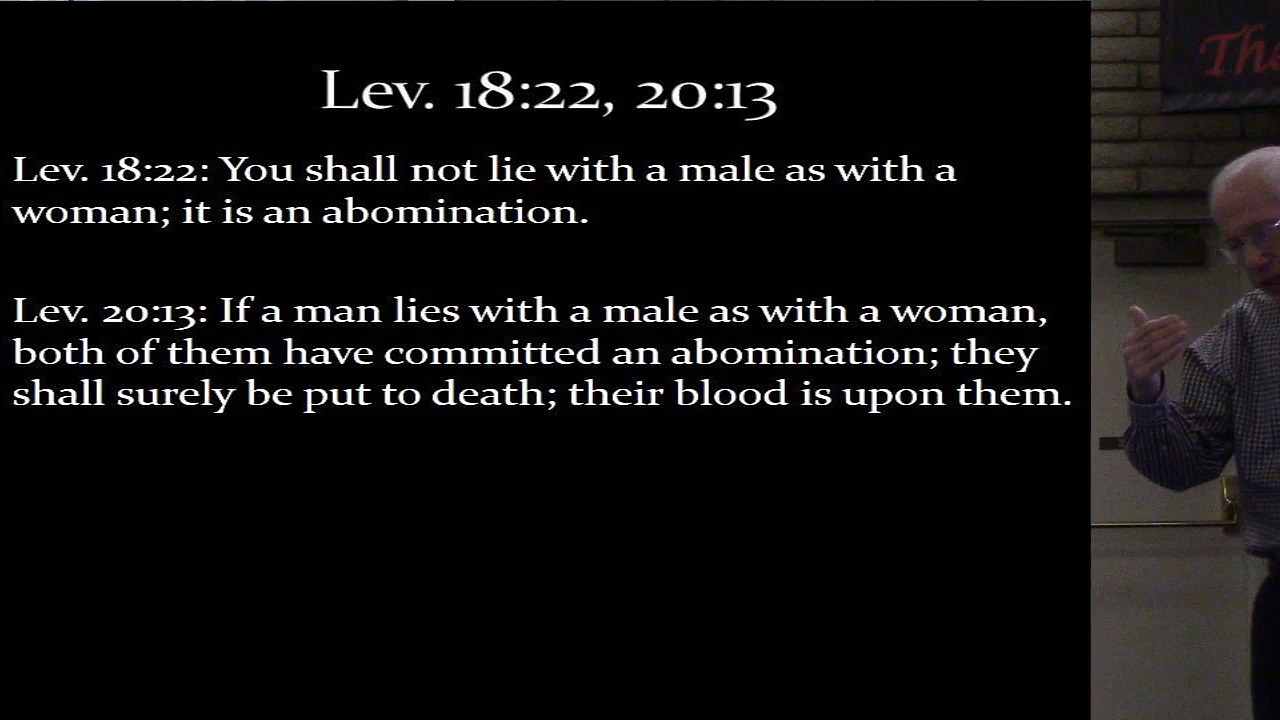 Lev. 18:22, 20:13
Lev. 18:22: You shall not lie with a male as with a
woman; it is an abomination.
Lev. 20:13: If a man lies with a male as with a woman,
both of them have committed an abomination; they
shall surely be put to death; their blood is upon them.
The